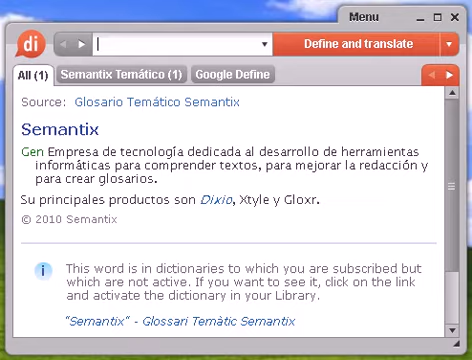 Menu
di
Define and translate
All (1)
Semantix Temático (1)
Google Define
Source: Glosario Temático Semantix
Semantix
Gen Empresa de tecnología dedicada al desarrollo de herramientas
informáticas para comprender textos, para mejorar la redacción y
para crear glosarios.
Su principales producto​s son Dixio, Xtyle y Gloxr.
© 2010 Semantix
i
This word is in dictionaries to which you are subscribed but
which are not active. If you want to see it, click on the link
and activate the dictionary in your Library.
"Semantix" - Glossari Temàtic Semantix